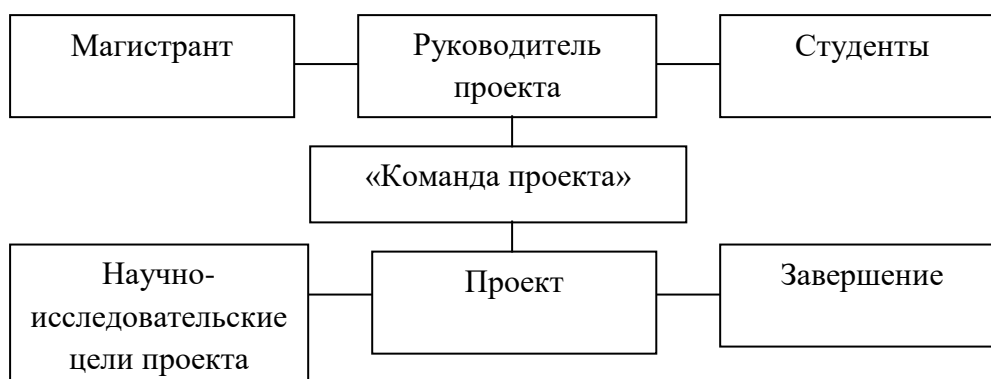 Магистрант
Руководитель
проекта
Студенты
«Команда проекта»
Научно-
исследовательские
цели проекта
Проект
Завершение